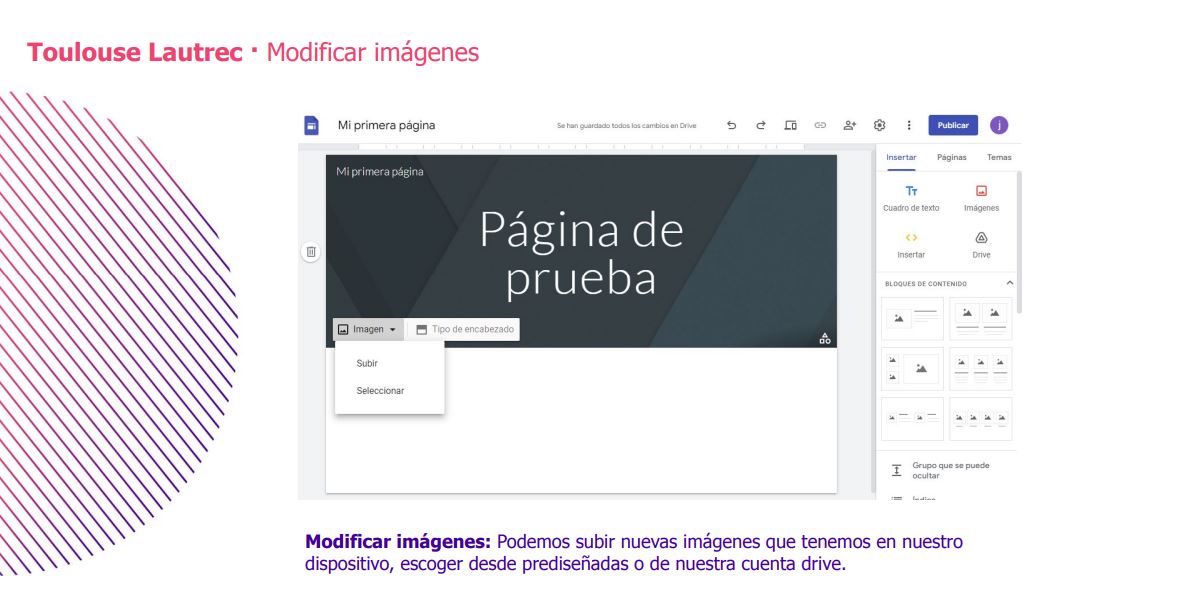 Toulouse Lautrec · Modificar imágenes
Mi primera página
Se han guardado todos los cambios en Drive
Publicar
j
Insertar Páginas Temas
Mi primera página
Página de
prueba
Imagen
Tipo de encabezado
Subir
Seleccionar
Tт
Cuadro de texto
Imágenes
Insertar
Drive
BLOQUES DE CONTENIDO
Grupo que se puede
ocultar
Índice
Modificar imágenes: Podemos subir nuevas imágenes que tenemos en nuestro
dispositivo, escoger desde prediseñadas o de nuestra cuenta drive.